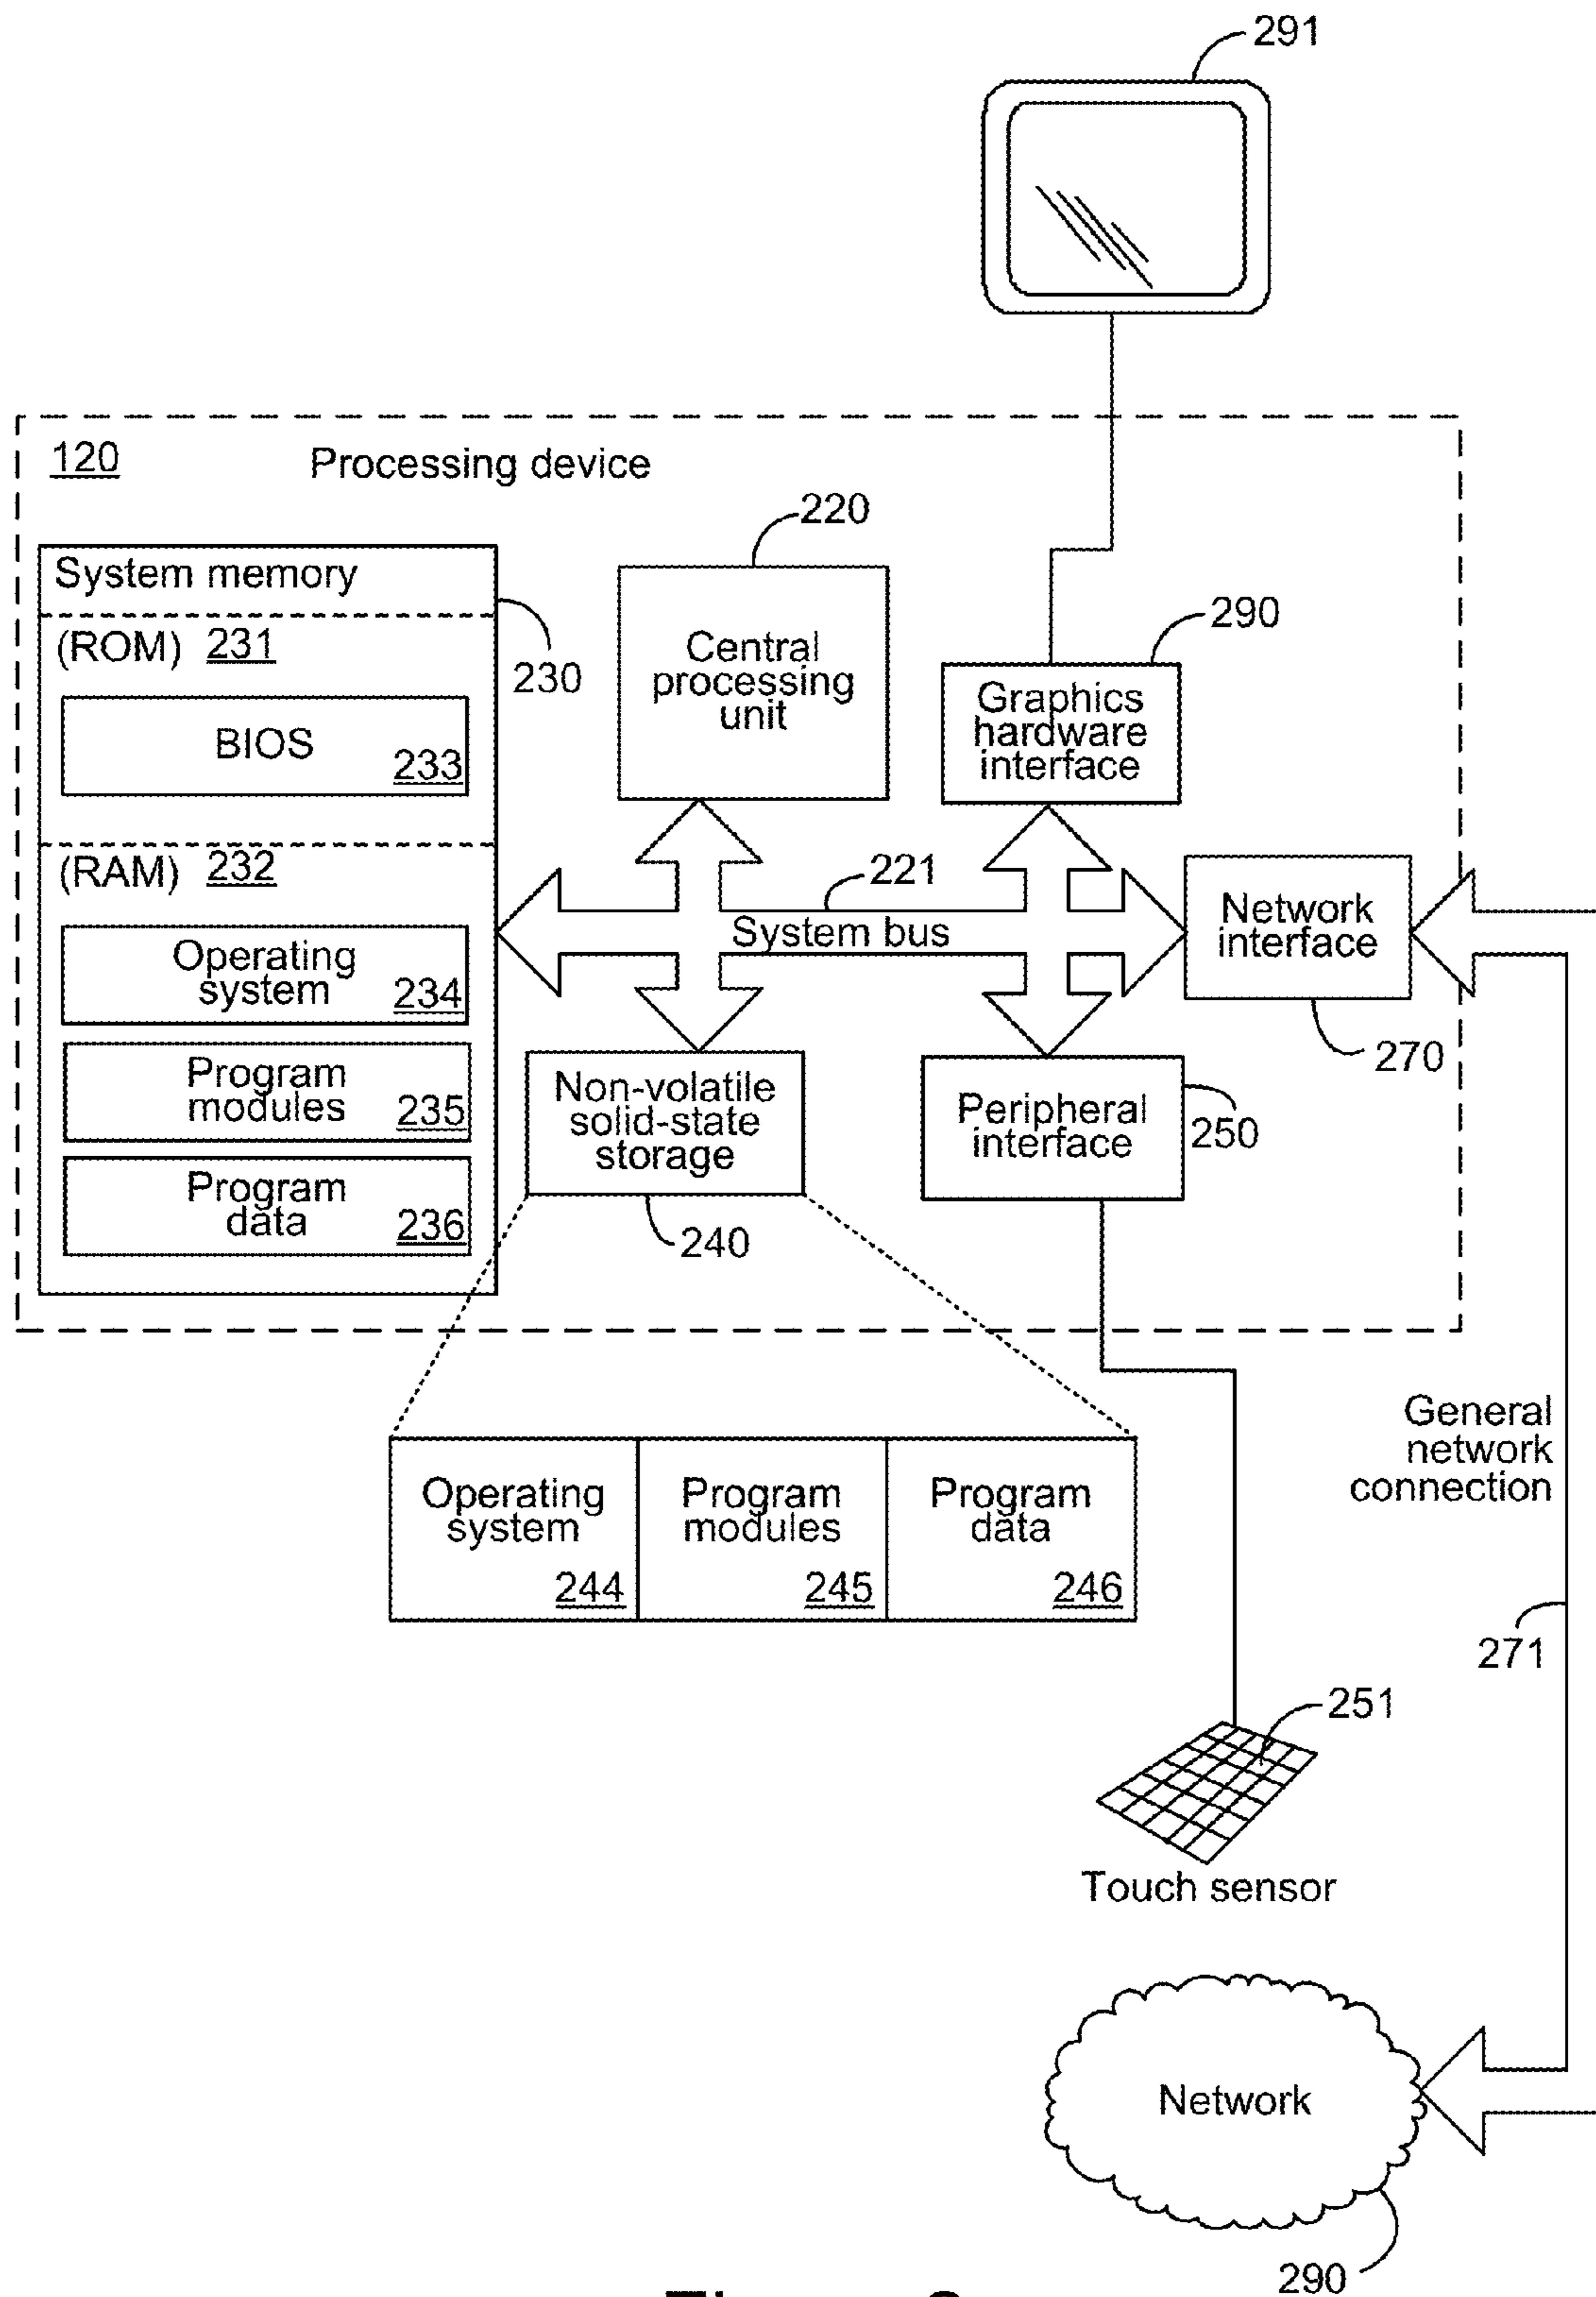 291
120
Processing device
220
System memory
(ROM) 231
230
Central
processing
unit
290
Graphics
hardware
interface
BIOS
233
(RAM) 232
221
System bus
Network
interface
Operating
system
234
270
Program
modules
235
Non-volatile
solid-state
storage
Peripheral
interface
250
Program
data
236
240
General
network
connection
Operating
system
244
Program
modules
245
Program
data
246
271
251
Touch sensor
Network
290